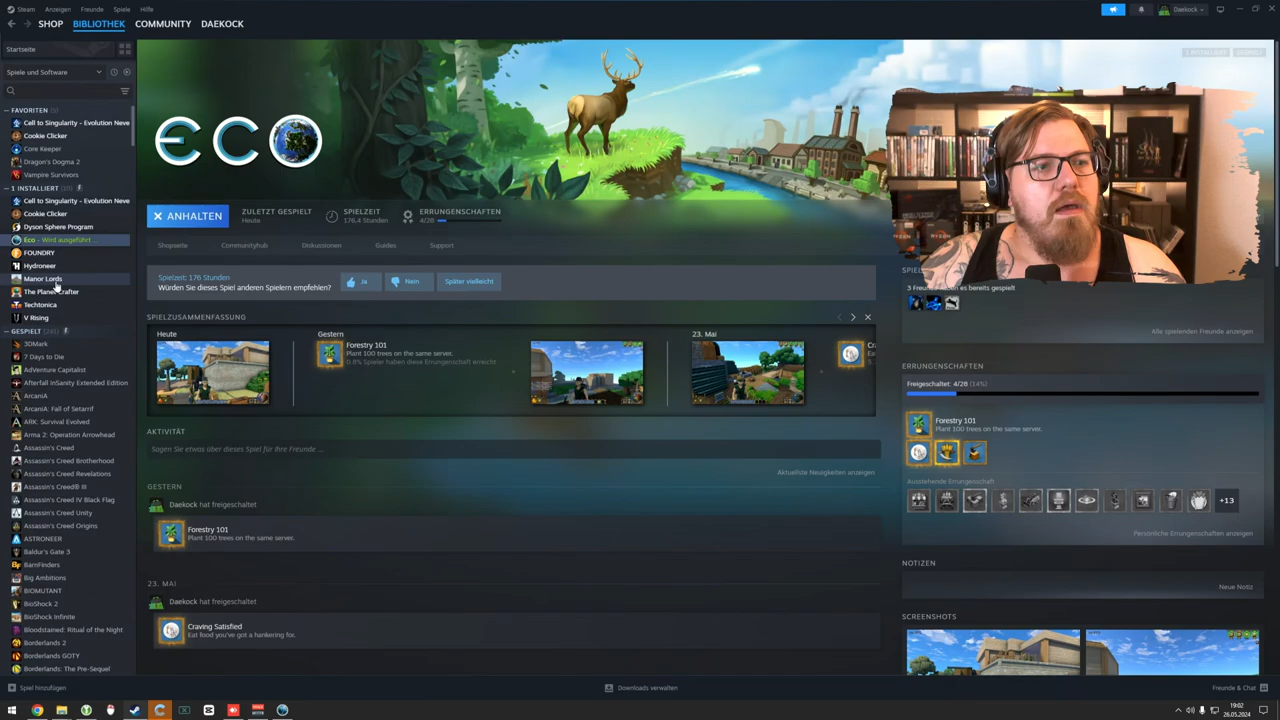 Steam Anzeigen Freunde Spiele Hilfe
Daekock
SHOP BIBLIOTHEK COMMUNITY DAEKOCK
Startseite
Spiele und Software
FAVORITEN
Cell to Singularity - Evolution Neve
Cookie Clicker
Core Keeper
Dragon's Dogma 2
Vampire Survivors
1 INSTALLIERT
Cell to Singularity - Evolution Neve
Cookie Clicker
Dyson Sphere Program
Eco - Wird ausgeführt ...
FOUNDRY
Hydroneer
Manor Lords
The Planet Crafter
Techtonica
V Rising
GESPIELT
3DMark
7 Days to Die
AdVenture Capitalist
Afterfall InSanity Extended Edition
ArcaniA
ArcaniA: Fall of Setarrif
ARK: Survival Evolved
Arma 2: Operation Arrowhead
Assassin's Creed
Assassin's Creed Brotherhood
Assassin's Creed Revelations
Assassin's Creed® III
Assassin's Creed IV Black Flag
Assassin's Creed Unity
Assassin's Creed Origins
ASTRONEER
Baldur's Gate 3
BarnFinders
Big Ambitions
BIOMUTANT
BioShock 2
BioShock Infinite
Bloodstained: Ritual of the Night
Borderlands 2
Borderlands GOTY
Borderlands: The Pre-Sequel
Spiel hinzufügen
ECO
ANHALTEN
ZULETZT GESPIELT
Heute
SPIELZEIT
176.4 Stunden
ERRUNGENSCHAFTEN
4/28
Shopseite Communityhub Diskussionen Guides Support
Spielzeit: 176 Stunden
Würden Sie dieses Spiel anderen Spielern empfehlen?
Ja Nein Später vielleicht
SPIELZUSAMMENFASSUNG
Heute
Gestern
Forestry 101
Plant 100 trees on the same server.
0.8% Spieler haben diese Errungenschaft erreicht
23. Mai
AKTIVITÄT
Sagen Sie etwas über dieses Spiel für Ihre Freunde ...
Aktuellste Neuigkeiten anzeigen
GESTERN
Daekock hat freigeschaltet
Forestry 101
Plant 100 trees on the same server.
23. MAI
Daekock hat freigeschaltet
Craving Satisfied
Eat food you've got a hankering for.
Alle spielenden Freunde anzeigen
ERRUNGENSCHAFTEN
Freigeschaltet: 4/28 (14%)
Forestry 101
Plant 100 trees on the same server.
Ausstehende Errungenschaft
+13
Persönliche Errungenschaften anzeigen
NOTIZEN
Neue Notiz
SCREENSHOTS
Downloads verwalten
Freunde & Chat
19:02
26.05.2024